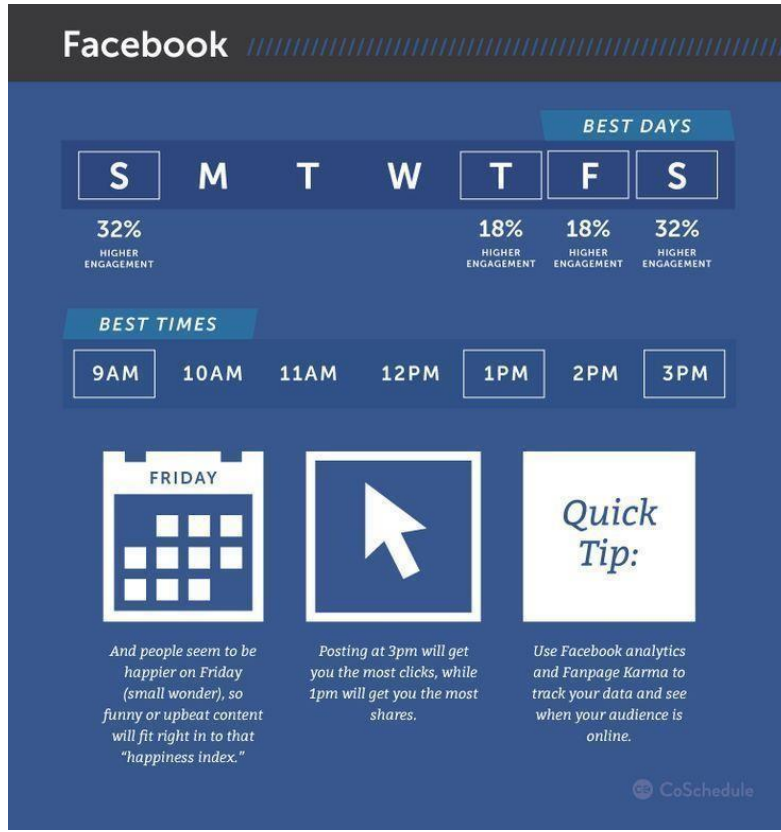 Facebook
BEST DAYS
S M T W T F S
32% 18% 18% 32%
HIGHER HIGHER HIGHER HIGHER
ENGAGEMENT ENGAGEMENT ENGAGEMENT ENGAGEMENT
BEST TIMES
9AM 10AM 11AM 12PM 1PM 2PM 3PM
FRIDAY
And people seem to be
happier on Friday
(small wonder), so
funny or upbeat content
will fit right in to that
“happiness index.”
Posting at 3pm will get
you the most clicks, while
1pm will get you the most
shares.
Quick
Tip:
Use Facebook analytics
and Fanpage Karma to
track your data and see
when your audience is
online.
CoSchedule